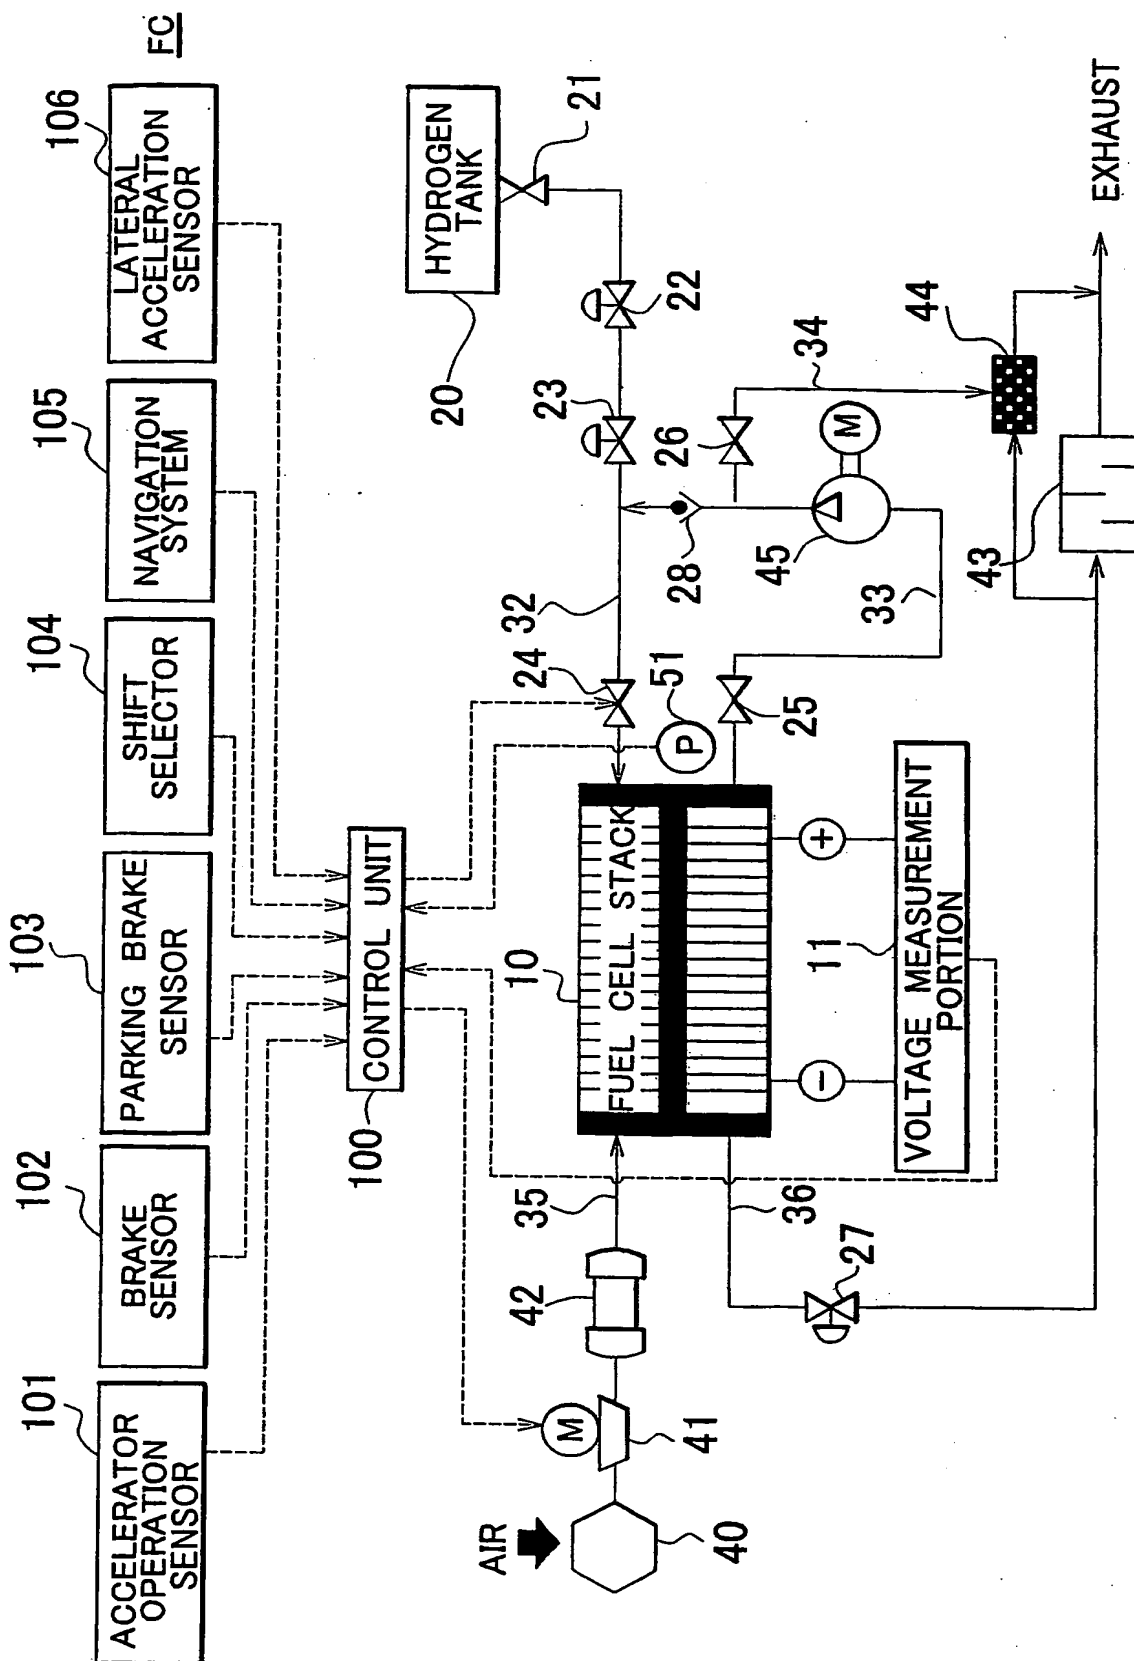 FC
101
ACCELERATOR
OPERATION
SENSOR
102
BRAKE
SENSOR
103
PARKING BRAKE
SENSOR
104
SHIFT
SELECTOR
105
NAVIGATION
SYSTEM
106
LATERAL
ACCELERATION
SENSOR
100
CONTROL UNIT
HYDROGEN
TANK
20
21
22
23
24
32
51
P
26
34
28
45
M
33
25
44
43
EXHAUST
10
FUEL CELL STACK
+
-
11
VOLTAGE MEASUREMENT
PORTION
AIR
40
M
41
42
35
36
27